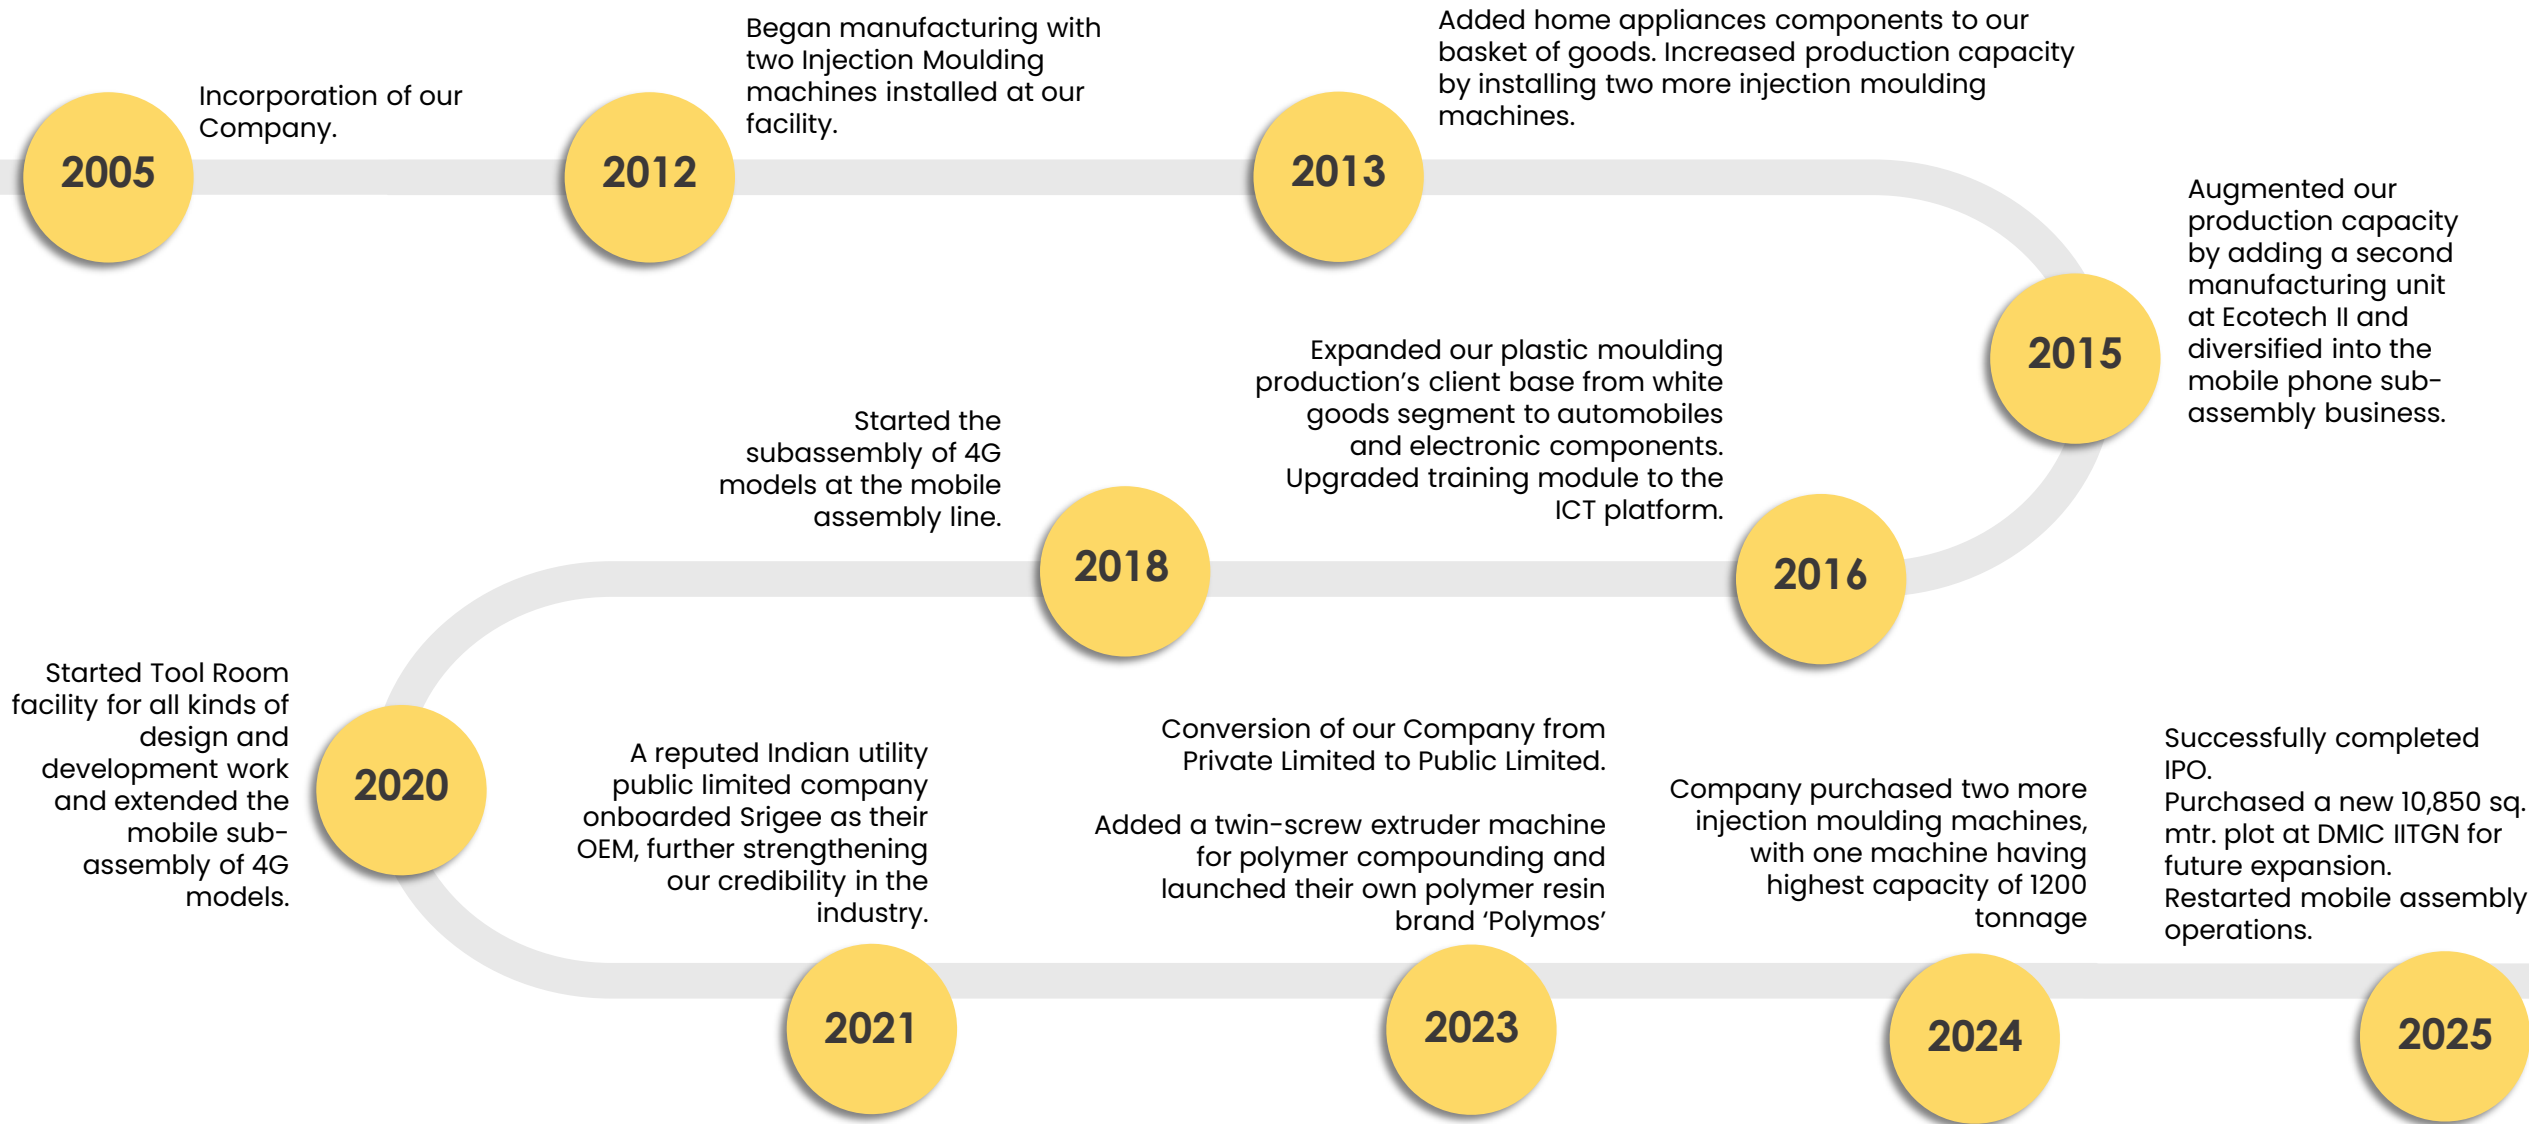 2005
Incorporation of our
Company.
2012
Began manufacturing with
two Injection Moulding
machines installed at our
facility.
2013
Added home appliances components to our
basket of goods. Increased production capacity
by installing two more injection moulding
machines.
2015
Augmented our
production capacity
by adding a second
manufacturing unit
at Ecotech II and
diversified into the
mobile phone sub-
assembly business.
2016
Expanded our plastic moulding
production’s client base from white
goods segment to automobiles
and electronic components.
Upgraded training module to the
ICT platform.
2018
Started the
subassembly of 4G
models at the mobile
assembly line.
2020
Started Tool Room
facility for all kinds of
design and
development work
and extended the
mobile sub-
assembly of 4G
models.
2021
A reputed Indian utility
public limited company
onboarded Srigee as their
OEM, further strengthening
our credibility in the
industry.
2023
Conversion of our Company from
Private Limited to Public Limited.
Added a twin-screw extruder machine
for polymer compounding and
launched their own polymer resin
brand ‘Polymos’
2024
Company purchased two more
injection moulding machines,
with one machine having
highest capacity of 1200
tonnage
2025
Successfully completed
IPO.
Purchased a new 10,850 sq.
mtr. plot at DMIC IITGN for
future expansion.
Restarted mobile assembly
operations.